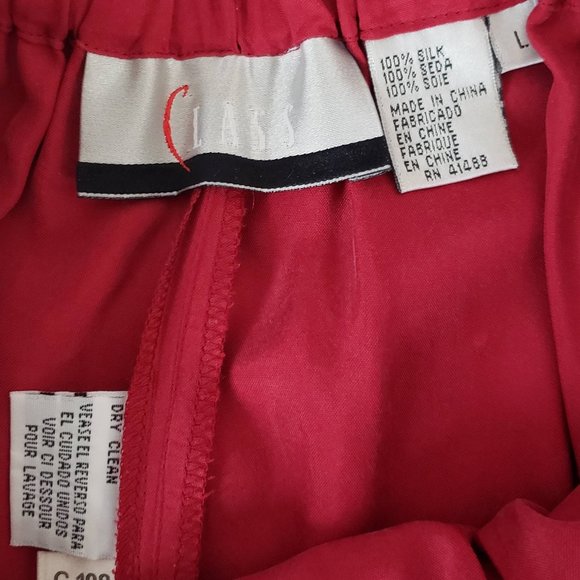 CLASS
100% SILK
100% SEDA
100% SOIE
MADE IN CHINA
FABRICADO
EN CHINE
FABRIQUE
EN CHINE
RN 41488
L
DRY CLEAN
VEASE EL REVERSO PARA
EL CUIDADO UNIDOS
VOIR CI DESSOUR
POUR LAVAGE